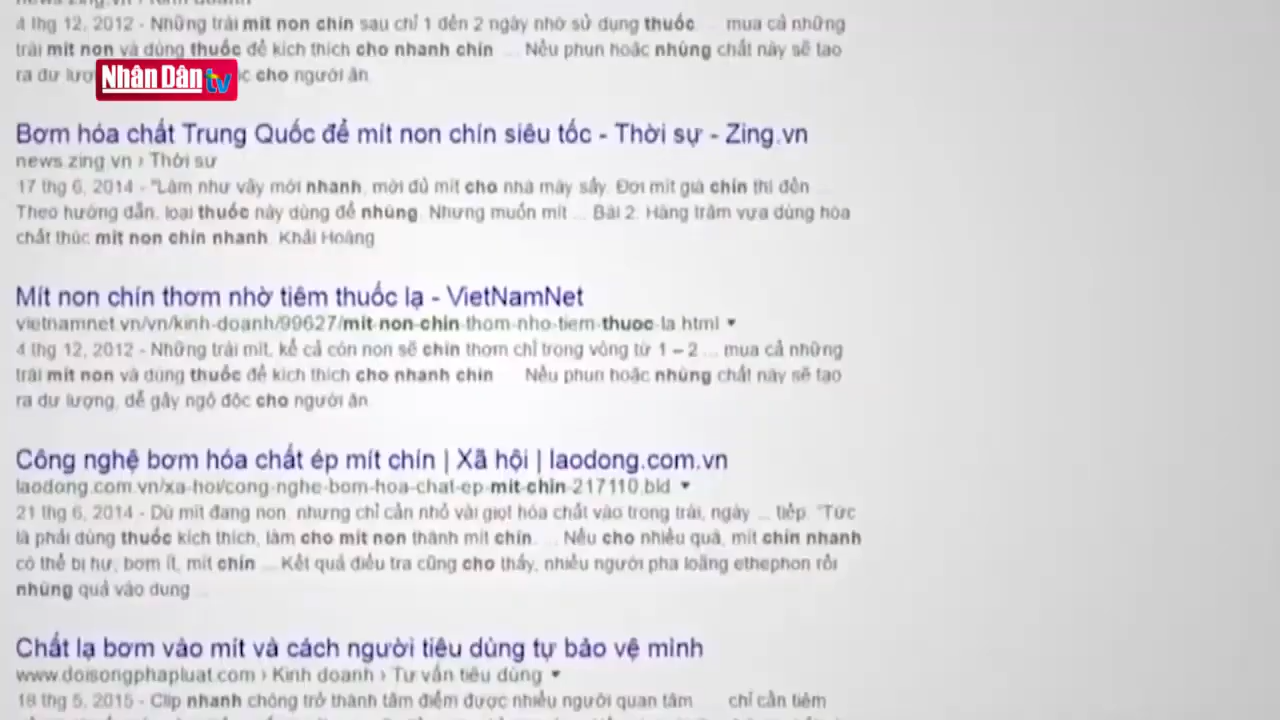 4 thg 12, 2012 - Những trái mít non chín sau chỉ 1 đến 2 ngày nhờ sử dụng thuốc ... mua cả những
trái mít non và dùng thuốc để kích thích cho nhanh chín ... Nếu phun hoặc nhúng chất này sẽ tạo
ra dư cho người ăn
Nhân Dân tv
Bơm hóa chất Trung Quốc để mít non chín siêu tốc - Thời sự - Zing.vn
news.zing.vn › Thời sự
17 thg 6, 2014 - "Làm như vậy mới nhanh, mới đủ mít cho nhà máy sấy. Đợi mít già chín thì đến ...
Theo hướng dẫn, loại thuốc này dùng để nhúng. Nhưng muốn mít ... Bài 2: Hàng trăm vựa dùng hóa
chất thúc mít non chín nhanh. Khải Hoàng
Mít non chín thơm nhờ tiêm thuốc lạ - VietNamNet
vietnamnet.vn/vn/kinh-doanh/99627/mit-non-chin-thom-nho-tiem-thuoc-la.html ▼
4 thg 12, 2012 - Những trái mít, kể cả còn non sẽ chín thơm chỉ trong vòng từ 1 – 2 ... mua cả những
trái mít non và dùng thuốc để kích thích cho nhanh chín ... Nếu phun hoặc nhúng chất này sẽ tạo
ra dư lượng, dễ gây ngộ độc cho người ăn
Công nghệ bơm hóa chất ép mít chín | Xã hội | laodong.com.vn
laodong.com.vn/xa-hoi/cong-nghe-bom-hoa-chat-ep-mit-chin-217110.bld ▼
21 thg 6, 2014 - Dù mít đang non, nhưng chỉ cần nhỏ vài giọt hóa chất vào trong trái, ngày ... tiếp. "Tức
là phải dùng thuốc kích thích, làm cho mít non thành mít chín. ... Nếu cho nhiều quá, mít chín nhanh
có thể bị hư, bơm ít, mít chín ... Kết quả điều tra cũng cho thấy, nhiều người pha loãng ethephon rồi
nhúng quả vào dung ...
Chất lạ bơm vào mít và cách người tiêu dùng tự bảo vệ mình
www.doisongphapluat.com › Kinh doanh › Tư vấn tiêu dùng ▼
18 thg 5, 2015 - Clip nhanh chóng trở thành tâm điểm được nhiều người quan tâm ... chỉ cần tiêm